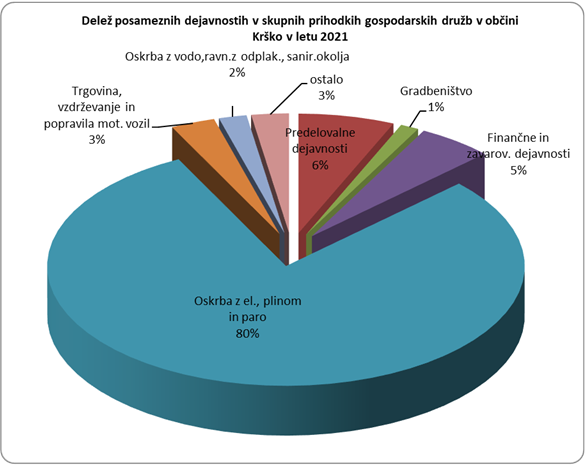 Delež posameznih dejavnostih v skupnih prihodkih gospodarskih družb v občini
Krško v letu 2021
Oskrba z vodo,ravn.z odplak., sanir.okolja
2%
ostalo
3%
Gradbeništvo
1%
Trgovina,
vzdrževanje in
popravila mot. vozil
3%
Predelovalne
dejavnosti
6%
Finančne in
zavarov. dejavnosti
5%
Oskrba z el., plinom
in paro
80%